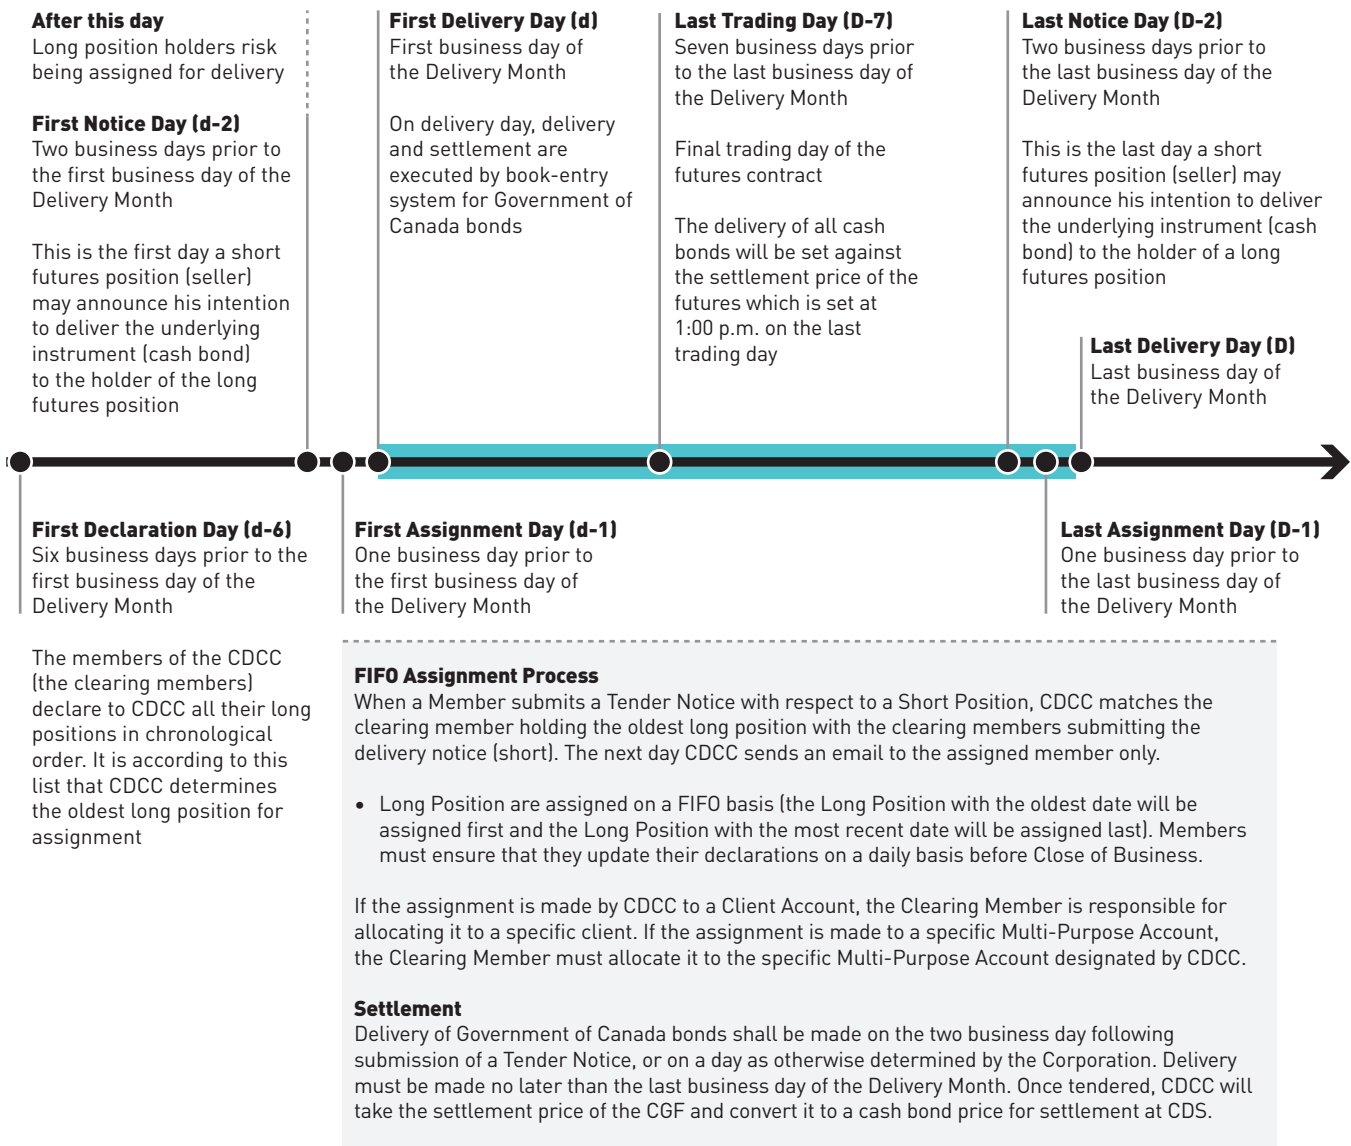 After this day
Long position holders risk
being assigned for delivery
First Notice Day (d-2)
Two business days prior to
the first business day of the
Delivery Month
This is the first day a short
futures position (seller)
may announce his intention
to deliver the underlying
instrument (cash bond)
to the holder of the long
futures position
First Delivery Day (d)
First business day of
the Delivery Month
On delivery day, delivery
and settlement are
executed by book-entry
system for Government of
Canada bonds
Last Trading Day (D-7)
Seven business days prior
to the last business day of
the Delivery Month
Final trading day of the
futures contract
The delivery of all cash
bonds will be set against
the settlement price of the
futures which is set at
1:00 p.m. on the last
trading day
Last Notice Day (D-2)
Two business days prior to
the last business day of the
Delivery Month
This is the last day a short
futures position (seller) may
announce his intention to deliver
the underlying instrument (cash
bond) to the holder of a long
futures position
Last Delivery Day (D)
Last business day of
the Delivery Month
First Declaration Day (d-6)
Six business days prior to the
first business day of the
Delivery Month
The members of the CDCC
(the clearing members)
declare to CDCC all their long
positions in chronological
order. It is according to this
list that CDCC determines
the oldest long position for
assignment
First Assignment Day (d-1)
One business day prior to
the first business day of
the Delivery Month
Last Assignment Day (D-1)
One business day prior to
the last business day of
the Delivery Month
FIFO Assignment Process
When a Member submits a Tender Notice with respect to a Short Position, CDCC matches the
clearing member holding the oldest long position with the clearing members submitting the
delivery notice (short). The next day CDCC sends an email to the assigned member only.
• Long Position are assigned on a FIFO basis (the Long Position with the oldest date will be
assigned first and the Long Position with the most recent date will be assigned last). Members
must ensure that they update their declarations on a daily basis before Close of Business.
If the assignment is made by CDCC to a Client Account, the Clearing Member is responsible for
allocating it to a specific client. If the assignment is made to a specific Multi-Purpose Account,
the Clearing Member must allocate it to the specific Multi-Purpose Account designated by CDCC.
Settlement
Delivery of Government of Canada bonds shall be made on the two business day following
submission of a Tender Notice, or on a day as otherwise determined by the Corporation. Delivery
must be made no later than the last business day of the Delivery Month. Once tendered, CDCC will
take the settlement price of the CGF and convert it to a cash bond price for settlement at CDS.